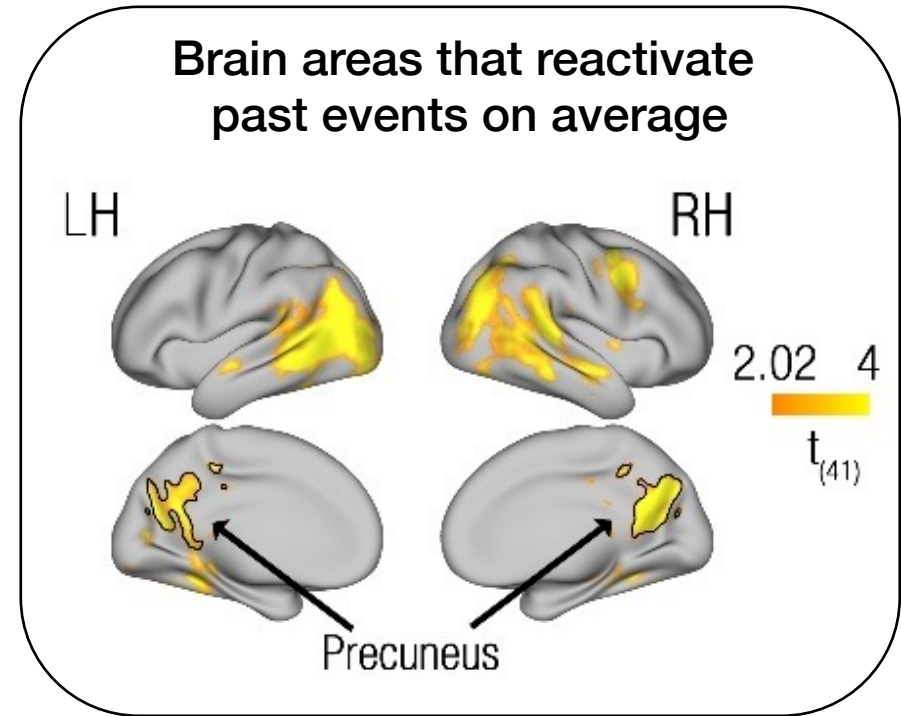 Brain areas that reactivate
past events on average
LH
RH
2.02 4
t(41)
Precuneus